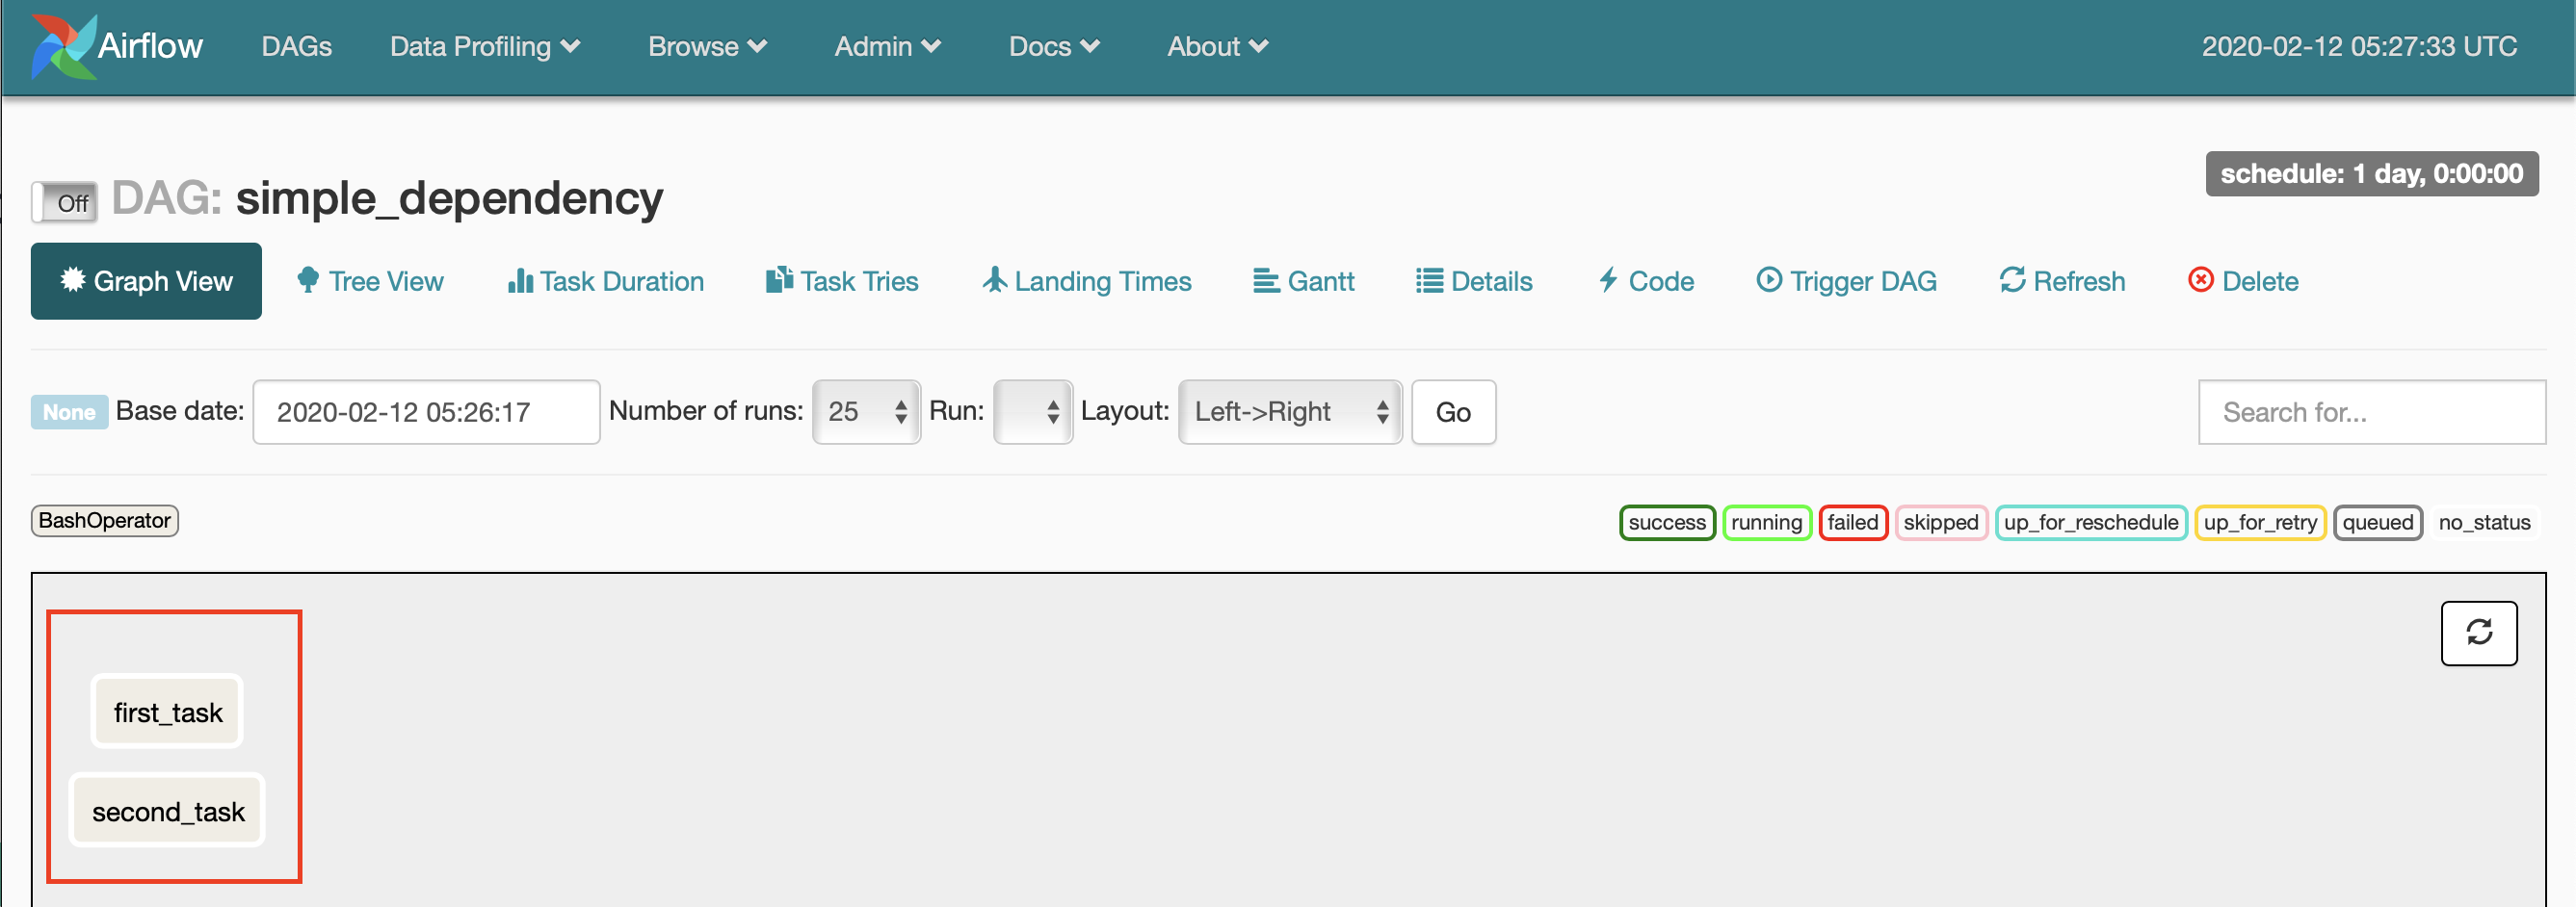 Airflow DAGs Data Profiling Browse Admin Docs About 2020-02-12 05:27:33 UTC
schedule: 1 day, 0:00:00
Off DAG: simple_dependency
Graph View Tree View Task Duration Task Tries Landing Times Gantt Details Code Trigger DAG Refresh Delete
None Base date: 2020-02-12 05:26:17 Number of runs: 25 Run: Layout: Left->Right Go Search for...
BashOperator success running failed skipped up_for_reschedule up_for_retry queued no_status
first_task
second_task